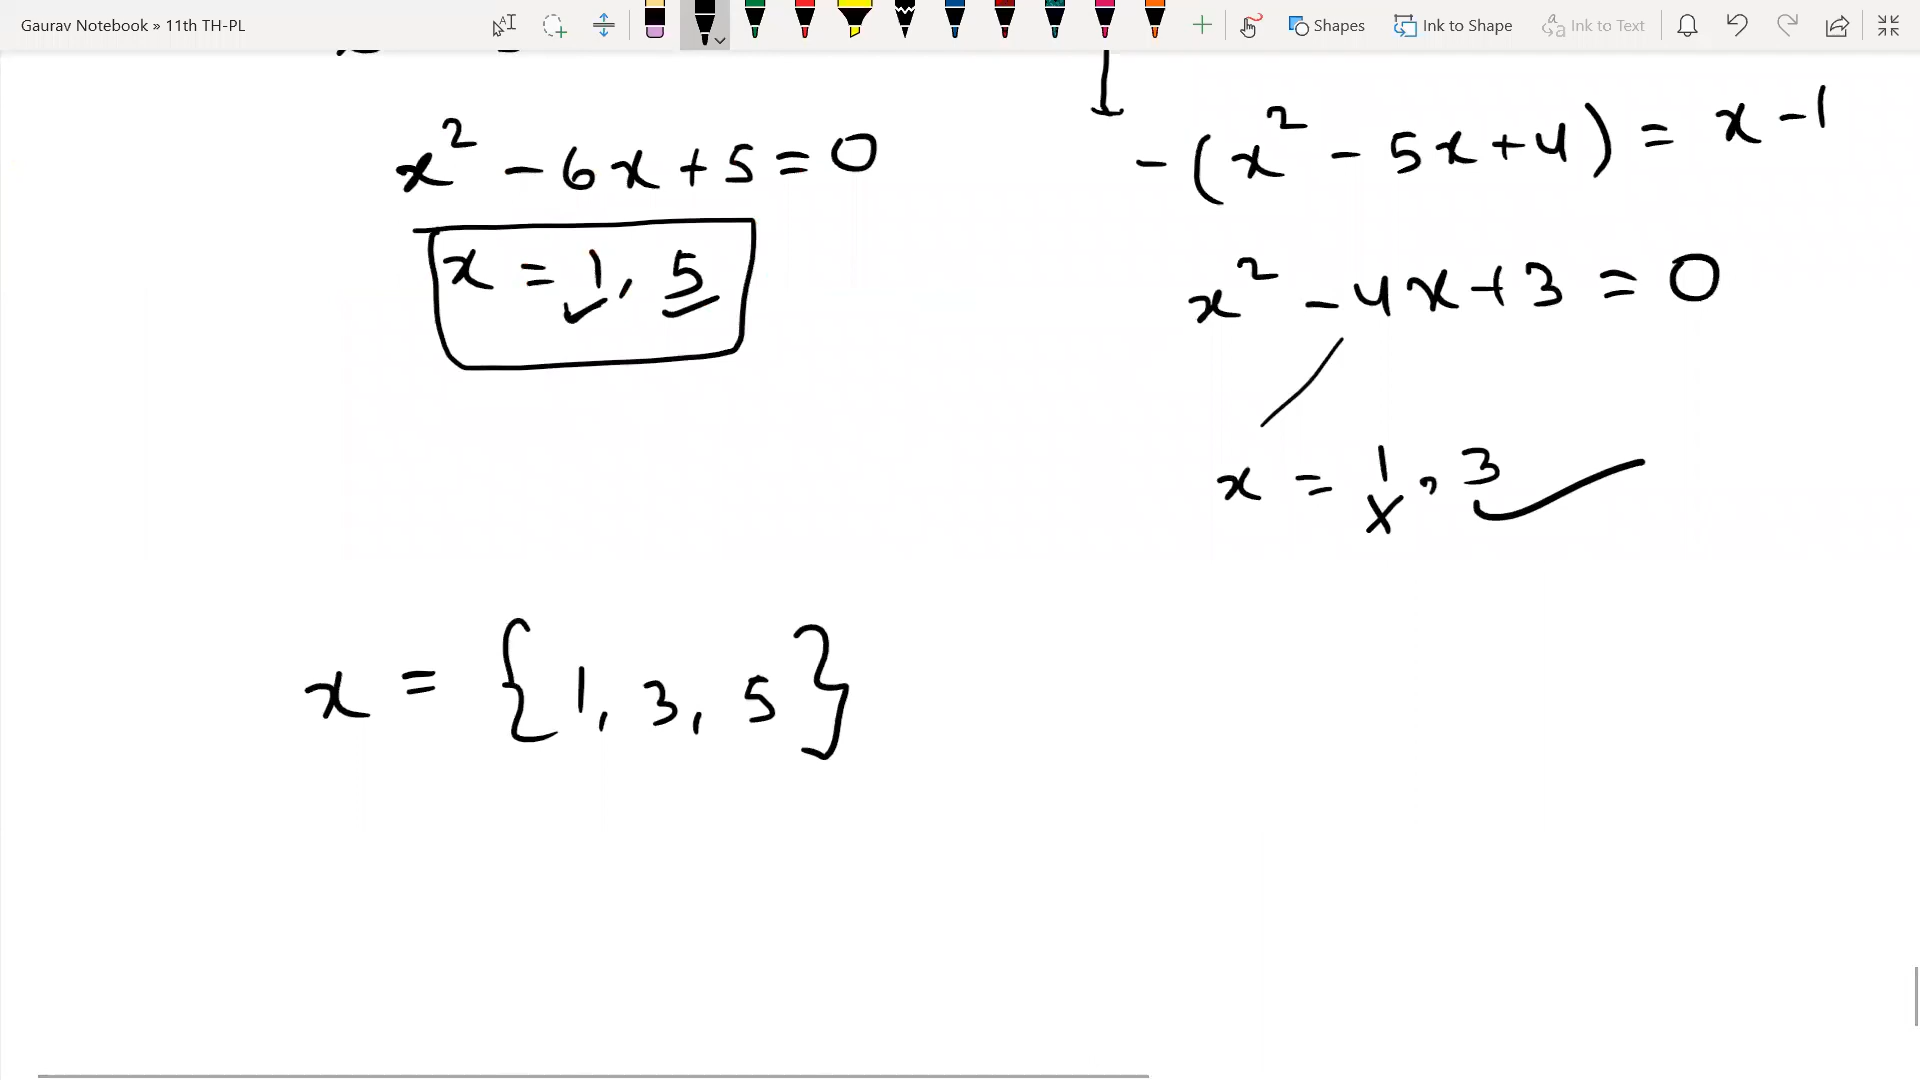 Gaurav Notebook » 11th TH-PL
Shapes
Ink to Shape
Ink to Text
x² - 6x + 5 = 0
x = 1, 5
- (x² - 5x + 4) = x - 1
x² - 4x + 3 = 0
x = 1, 3
x = {1, 3, 5}